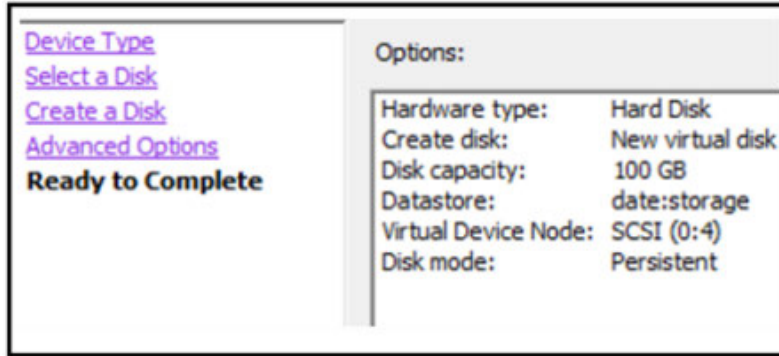 Device Type
Select a Disk
Create a Disk
Advanced Options
Ready to Complete
Options:
Hardware type: Hard Disk
Create disk: New virtual disk
Disk capacity: 100 GB
Datastore: date:storage
Virtual Device Node: SCSI (0:4)
Disk mode: Persistent